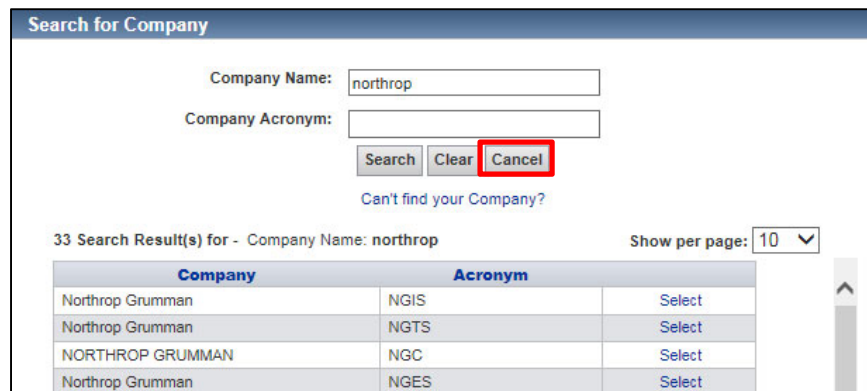 Search for Company
Company Name: northrop
Company Acronym:
Search Clear Cancel
Can't find your Company?
33 Search Result(s) for - Company Name: northrop Show per page: 10
Company Acronym
Northrop Grumman NGIS Select
Northrop Grumman NGTS Select
NORTHROP GRUMMAN NGC Select
Northrop Grumman NGES Select